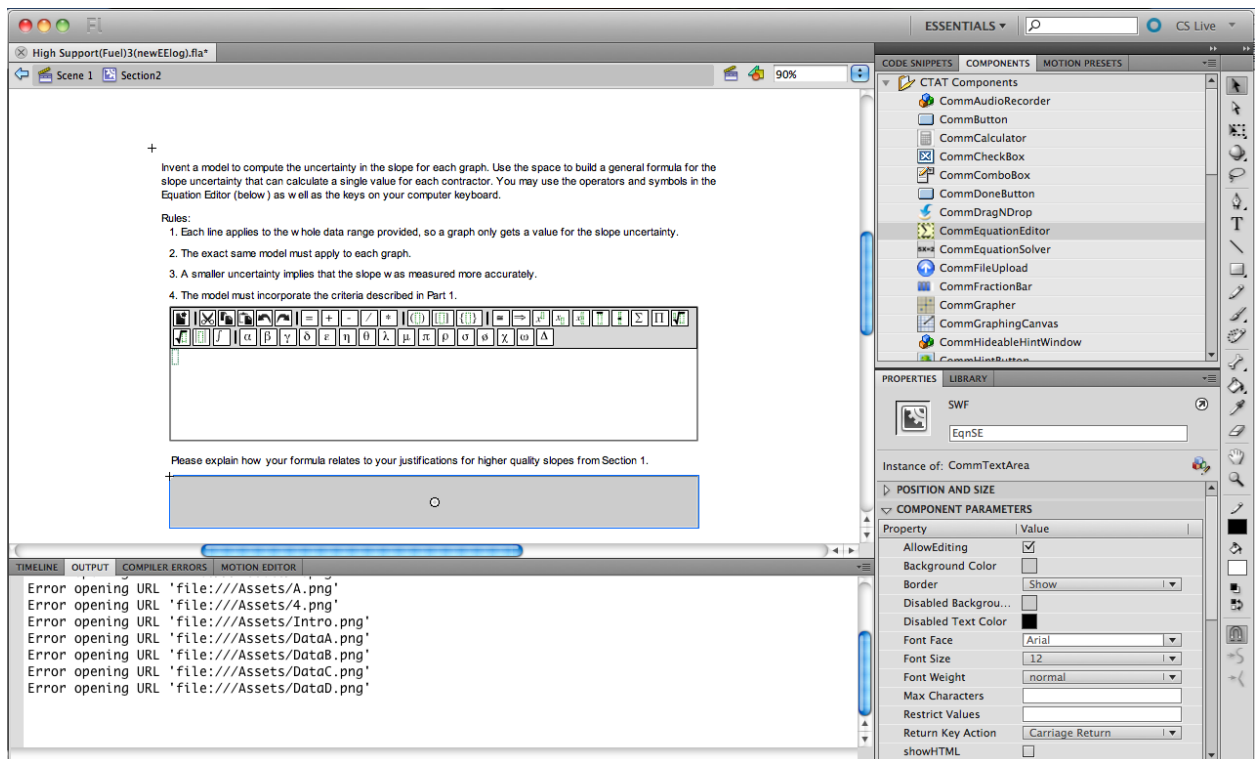 Fl
ESSENTIALS
CS Live
High Support(Fuel)3(newEElog).fla*
Scene 1 Section2
90%
Invent a model to compute the uncertainty in the slope for each graph. Use the space to build a general formula for the
slope uncertainty that can calculate a single value for each contractor. You may use the operators and symbols in the
Equation Editor (below) as well as the keys on your computer keyboard.
Rules:
1. Each line applies to the whole data range provided, so a graph only gets a value for the slope uncertainty.
2. The exact same model must apply to each graph.
3. A smaller uncertainty implies that the slope was measured more accurately.
4. The model must incorporate the criteria described in Part 1.
= + - / * (()) [[]] {()} = ⇒ Σ Π
∫ α β γ δ ε η θ λ μ π ρ σ ø χ ω Δ
Please explain how your formula relates to your justifications for higher quality slopes from Section 1.
TIMELINE OUTPUT COMPILER ERRORS MOTION EDITOR
Error opening URL 'file:///Assets/A.png'
Error opening URL 'file:///Assets/4.png'
Error opening URL 'file:///Assets/Intro.png'
Error opening URL 'file:///Assets/DataA.png'
Error opening URL 'file:///Assets/DataB.png'
Error opening URL 'file:///Assets/DataC.png'
Error opening URL 'file:///Assets/DataD.png'
CODE SNIPPETS COMPONENTS MOTION PRESETS
CTAT Components
CommAudioRecorder
CommButton
CommCalculator
CommCheckBox
CommComboBox
CommDoneButton
CommDragNDrop
CommEquationEditor
CommEquationSolver
CommFileUpload
CommFractionBar
CommGrapher
CommGraphingCanvas
CommHideableHintWindow
CommHintButton
PROPERTIES LIBRARY
SWF
EqnSE
Instance of: CommTextArea
POSITION AND SIZE
COMPONENT PARAMETERS
Property Value
AllowEditing
Background Color
Border Show
Disabled Backgrou...
Disabled Text Color
Font Face Arial
Font Size 12
Font Weight normal
Max Characters
Restrict Values
Return Key Action Carriage Return
showHTML
T